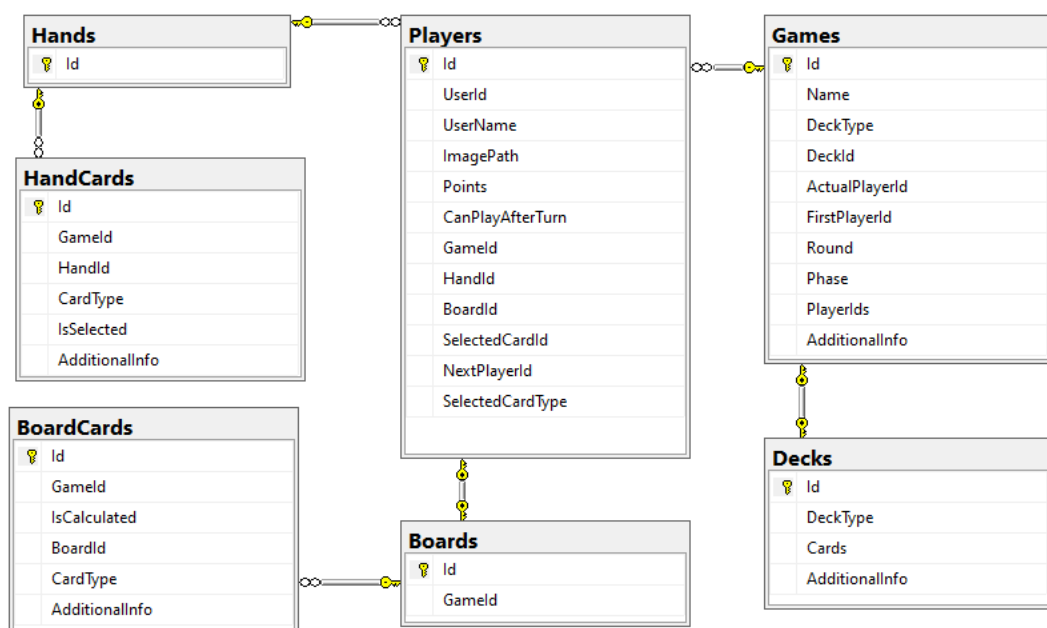 Hands
Id
HandCards
Id
GameId
HandId
CardType
IsSelected
AdditionalInfo
BoardCards
Id
GameId
IsCalculated
BoardId
CardType
AdditionalInfo
Players
Id
UserId
UserName
ImagePath
Points
CanPlayAfterTurn
GameId
HandId
BoardId
SelectedCardId
NextPlayerId
SelectedCardType
Boards
Id
GameId
Games
Id
Name
DeckType
DeckId
ActualPlayerId
FirstPlayerId
Round
Phase
PlayerIds
AdditionalInfo
Decks
Id
DeckType
Cards
AdditionalInfo